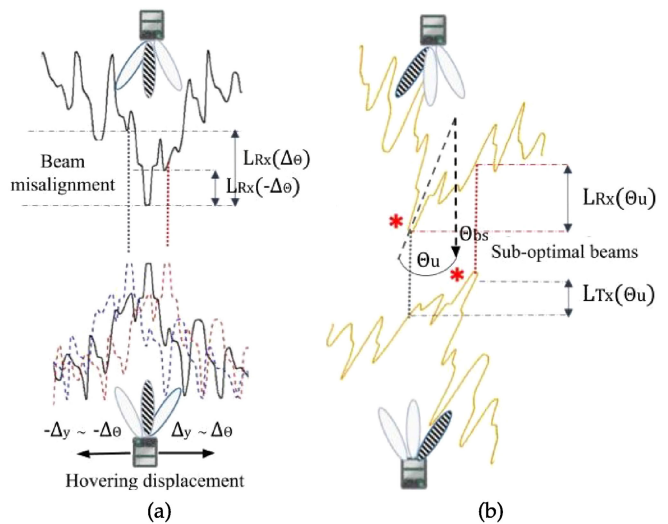 Beam
misalignment
LRx(ΔΘ)
LRx(-ΔΘ)
-Δy ~ -ΔΘ
Δy ~ ΔΘ
Hovering displacement
(a)
*
Θbs
Θu
*
LRx(Θu)
Sub-optimal beams
LTx(Θu)
(b)